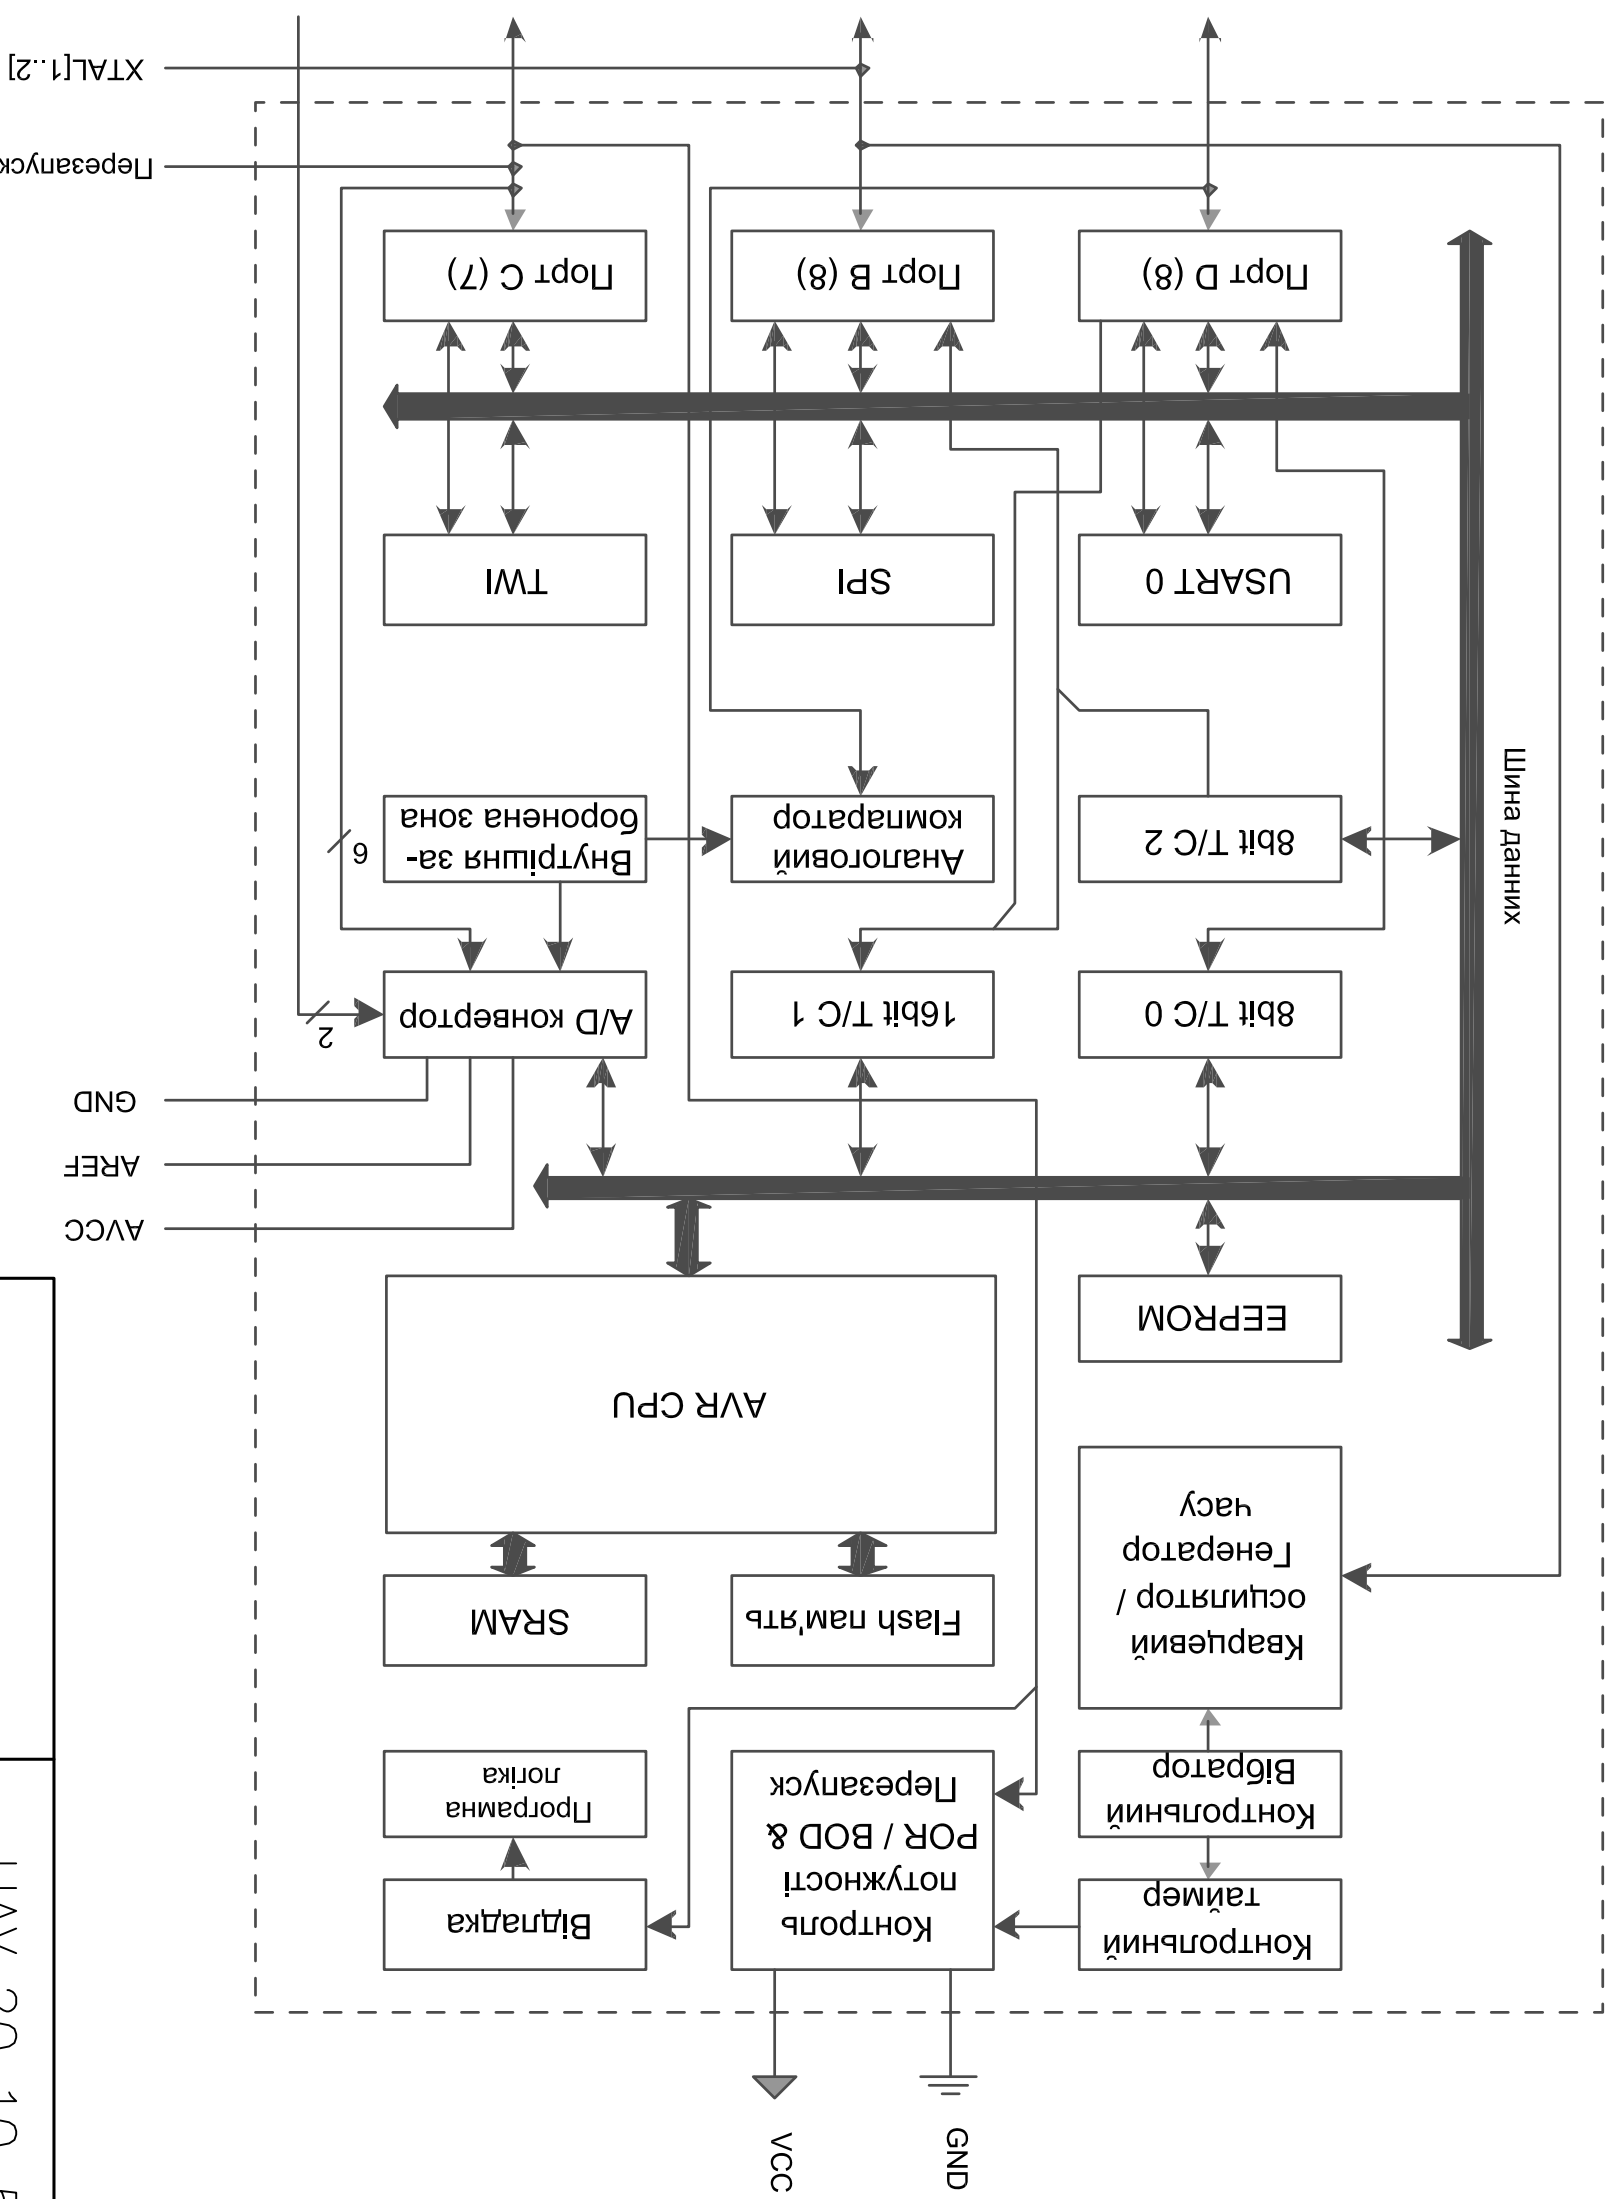 GND
VCC
Контрольний
таймер
Контроль
потужності
POR / BOD &
Перезапуск
Відладка
Контрольний
Вібратор
Програмна
логіка
Кварцевий
осцилятор /
Генератор
часу
Flash пам'ять
SRAM
AVR CPU
EEPROM
AVCC
AREF
GND
8bit T/C 0
16bit T/C 1
A/D конвертор
2
8bit T/C 2
Аналоговий
компаратор
Внутрішня за-
боронена зона
6
Шина данних
USART 0
SPI
TWI
Порт D (8)
Порт B (8)
Порт C (7)
Перезапуск
XTAL[1..2]